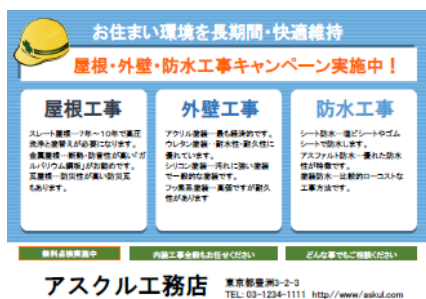 お住まい環境を長期間・快適維持
屋根・外壁・防水工事キャンペーン実施中！
屋根工事
スレート屋根…7年～10年で高圧
洗浄と塗替えが必要になります。
金属屋根…断熱・防音性が高い「ガ
ルバリウム鋼板」がお勧めです。
瓦屋根…防災性が高い防災瓦
もあります。
外壁工事
アクリル塗装…最も経済的です。
ウレタン塗装…耐水性・耐久性に
優れています。
シリコン塗装…汚れに強い塗装
で一般的な塗装です。
フッ素系塗装…高価ですが耐久
性があります
防水工事
シート防水…塩ビシートやゴム
シートで防水します。
アスファルト防水…優れた防水
性が特徴です。
塗膜防水…比較的ローコストな
工事方法です。
無料点検実施中
内装工事全般もお任せください
どんな事でもご相談ください
アスクル工務店
東京都豊洲3-2-3
TEL: 03-1234-1111 http://www/askul.com